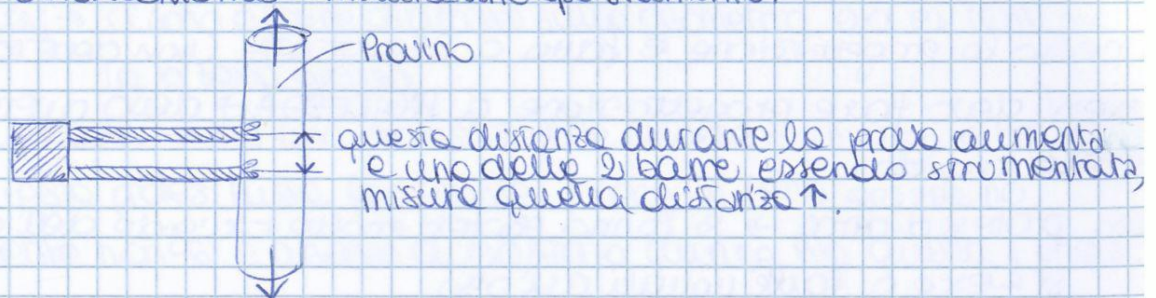 Provino
questa distanza durante la prova aumenta
e una delle 2 barre essendo strumentata,
misura quella distanza ↑.